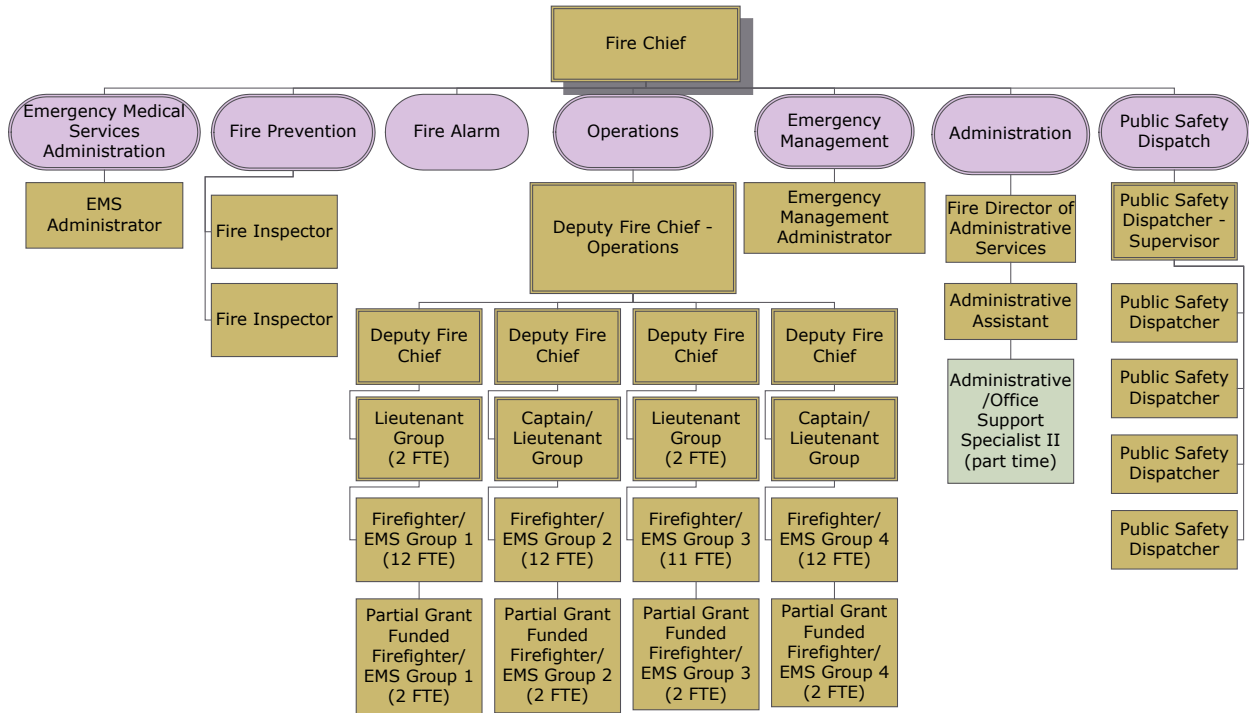 Fire Chief
Emergency Medical
Services
Administration
Fire Prevention
Fire Alarm
Operations
Emergency
Management
Administration
Public Safety
Dispatch
EMS
Administrator
Fire Inspector
Fire Inspector
Deputy Fire Chief -
Operations
Emergency
Management
Administrator
Fire Director of
Administrative
Services
Administrative
Assistant
Administrative
/Office
Support
Specialist II
(part time)
Public Safety
Dispatcher -
Supervisor
Public Safety
Dispatcher
Public Safety
Dispatcher
Public Safety
Dispatcher
Public Safety
Dispatcher
Deputy Fire
Chief
Deputy Fire
Chief
Deputy Fire
Chief
Deputy Fire
Chief
Lieutenant
Group
(2 FTE)
Captain/
Lieutenant
Group
Lieutenant
Group
(2 FTE)
Captain/
Lieutenant
Group
Firefighter/
EMS Group 1
(12 FTE)
Firefighter/
EMS Group 2
(12 FTE)
Firefighter/
EMS Group 3
(11 FTE)
Firefighter/
EMS Group 4
(12 FTE)
Partial Grant
Funded
Firefighter/
EMS Group 1
(2 FTE)
Partial Grant
Funded
Firefighter/
EMS Group 2
(2 FTE)
Partial Grant
Funded
Firefighter/
EMS Group 3
(2 FTE)
Partial Grant
Funded
Firefighter/
EMS Group 4
(2 FTE)